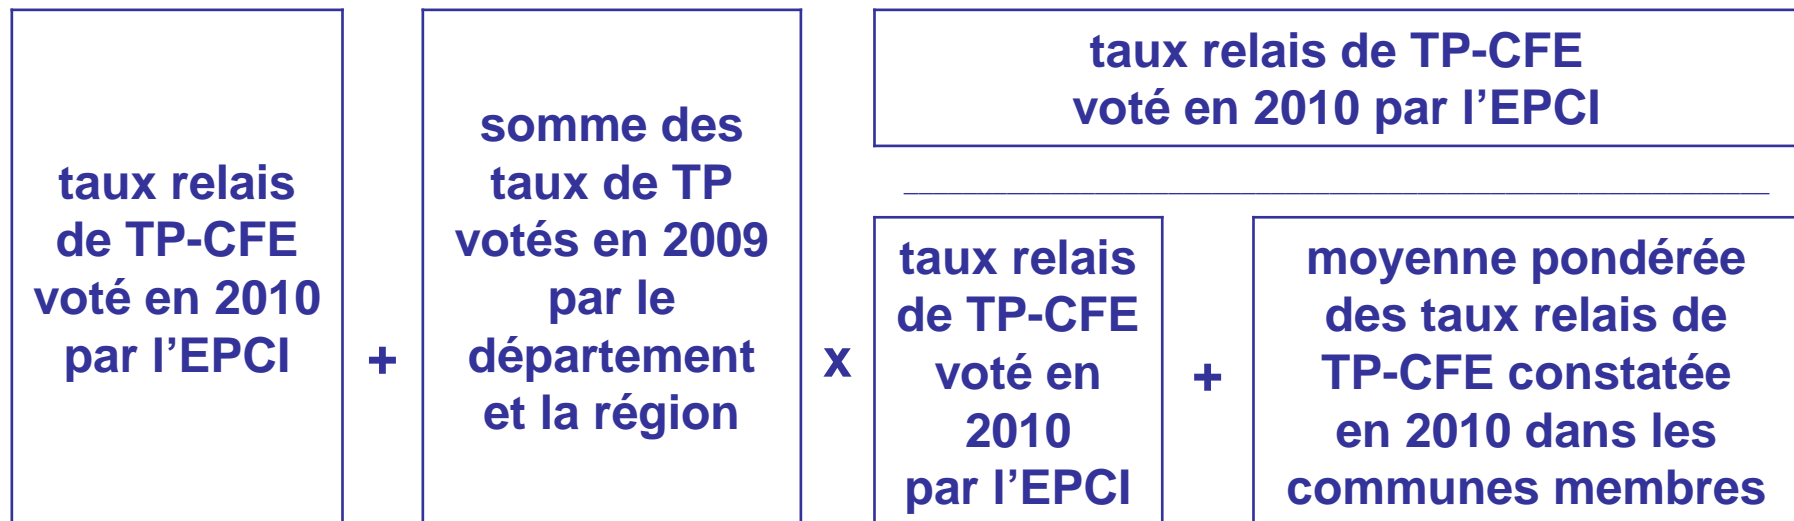 taux relais
de TP-CFE
voté en 2010
par l’EPCI
+
somme des
taux de TP
votés en 2009
par le
département
et la région
x
taux relais de TP-CFE
voté en 2010 par l’EPCI
taux relais
de TP-CFE
voté en
2010
par l’EPCI
+
moyenne pondérée
des taux relais de
TP-CFE constatée
en 2010 dans les
communes membres